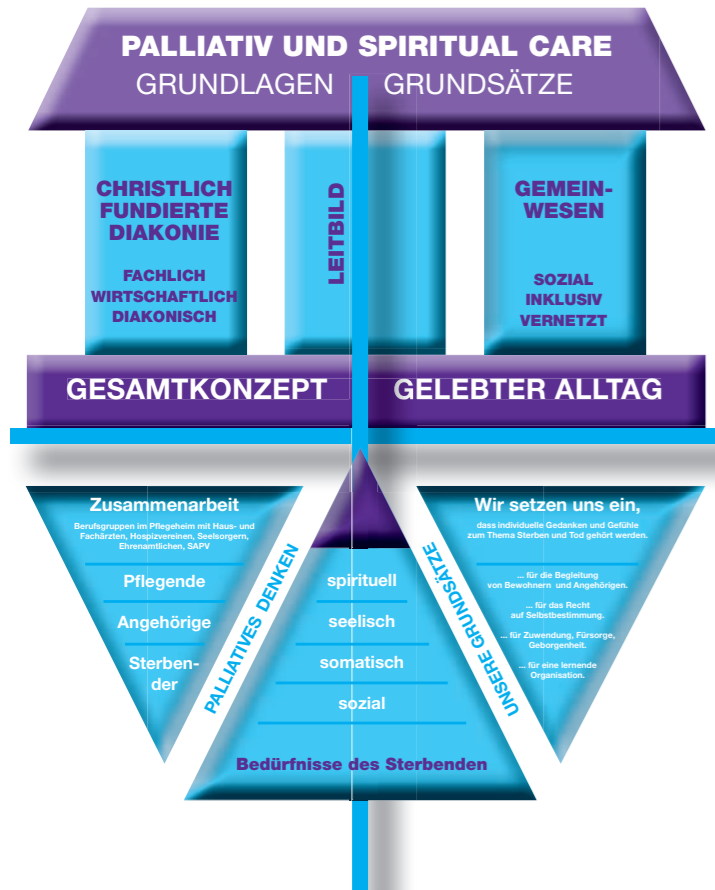 PALLIATIV UND SPIRITUAL CARE
GRUNDLAGEN GRUNDSÄTZE
CHRISTLICH
FUNDIERTE
DIAKONIE
FACHLICH
WIRTSCHAFTLICH
DIAKONISCH
LEITBILD
GEMEIN-
WESEN
SOZIAL
INKLUSIV
VERNETZT
GESAMTKONZEPT GELEBTER ALLTAG
Zusammenarbeit
Berufsgruppen im Pflegeheim mit Haus- und
Fachärzten, Hospizvereinen, Seelsorgern,
Ehrenamtlichen, SAPV
Pflegende
Angehörige
Sterben-
der
PALLIATIVES DENKEN
spirituell
seelisch
somatisch
sozial
Bedürfnisse des Sterbenden
UNSERE GRUNDSÄTZE
Wir setzen uns ein,
dass individuelle Gedanken und Gefühle
zum Thema Sterben und Tod gehört werden.
... für die Begleitung
von Bewohnern und Angehörigen.
... für das Recht
auf Selbstbestimmung.
... für Zuwendung, Fürsorge,
Geborgenheit.
... für eine lernende
Organisation.